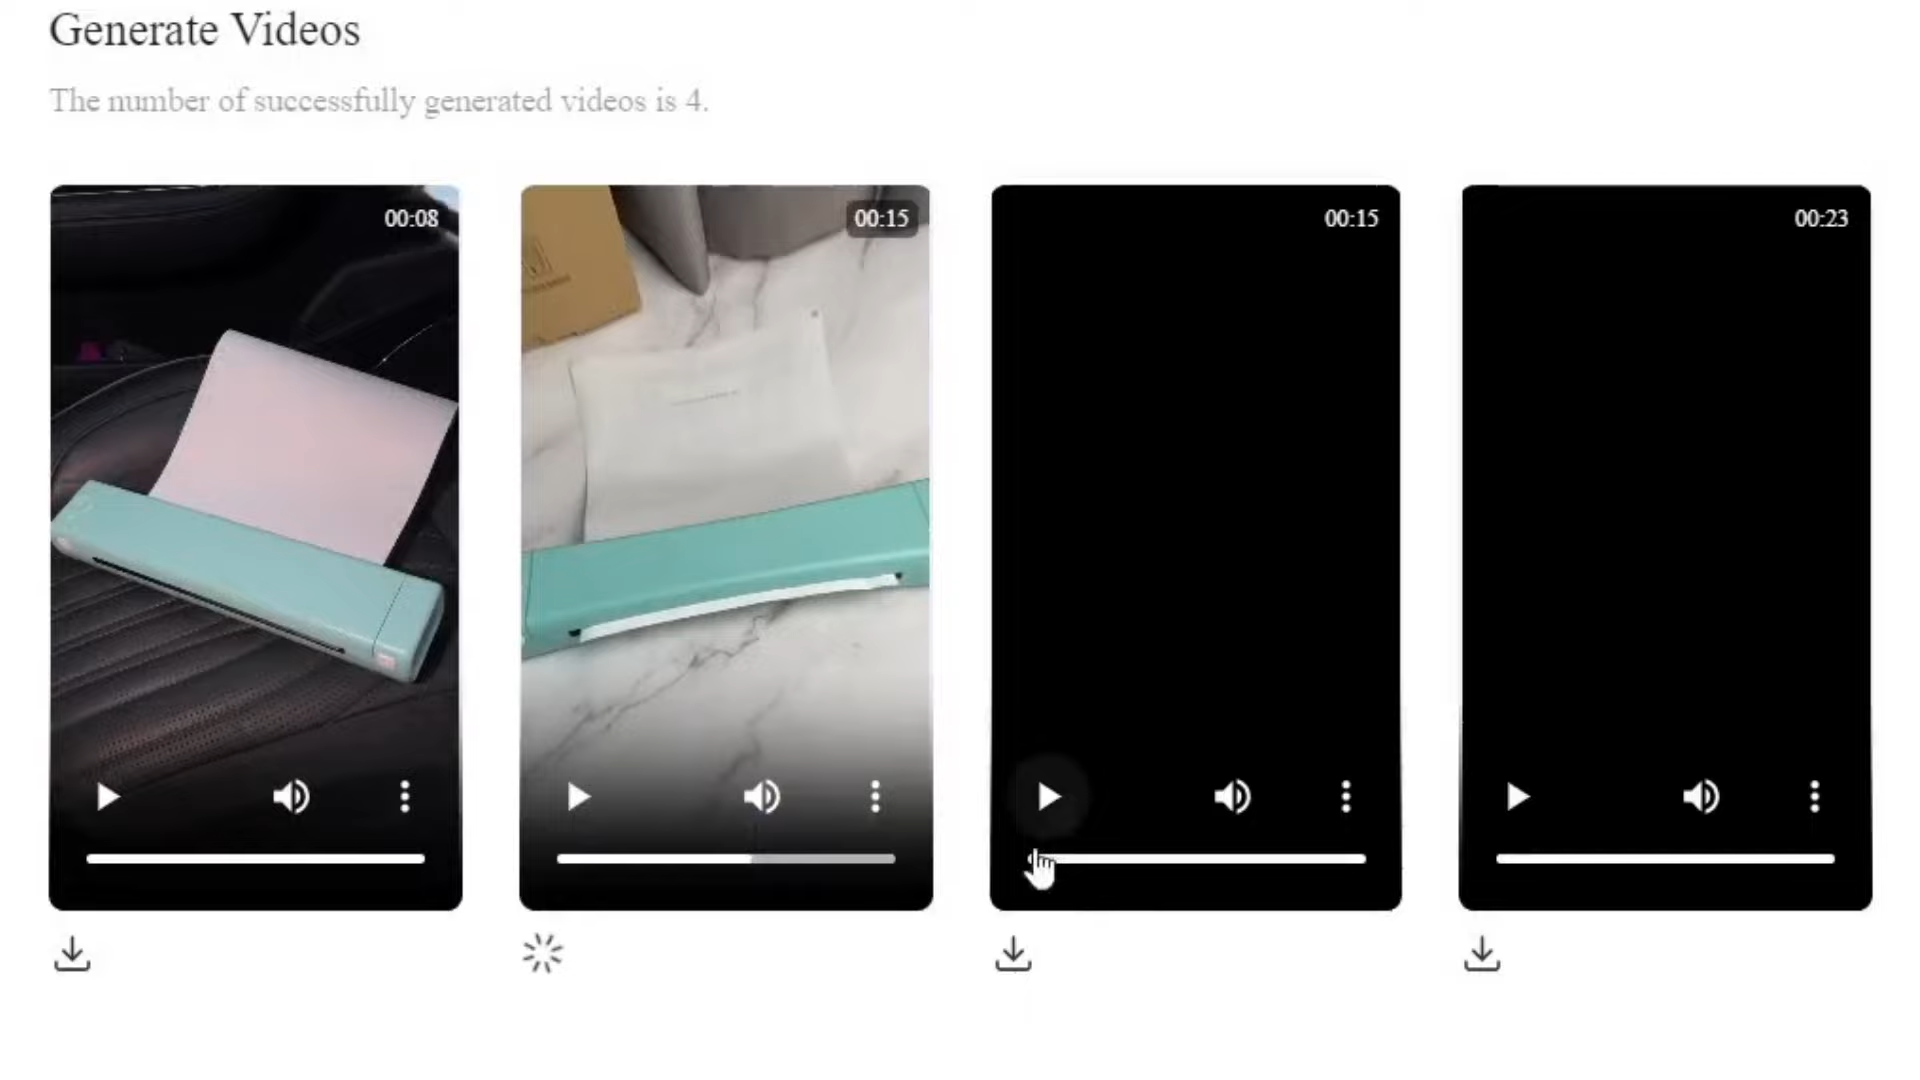 Generate Videos
The number of successfully generated videos is 4.
00:08
00:15
00:15
00:23